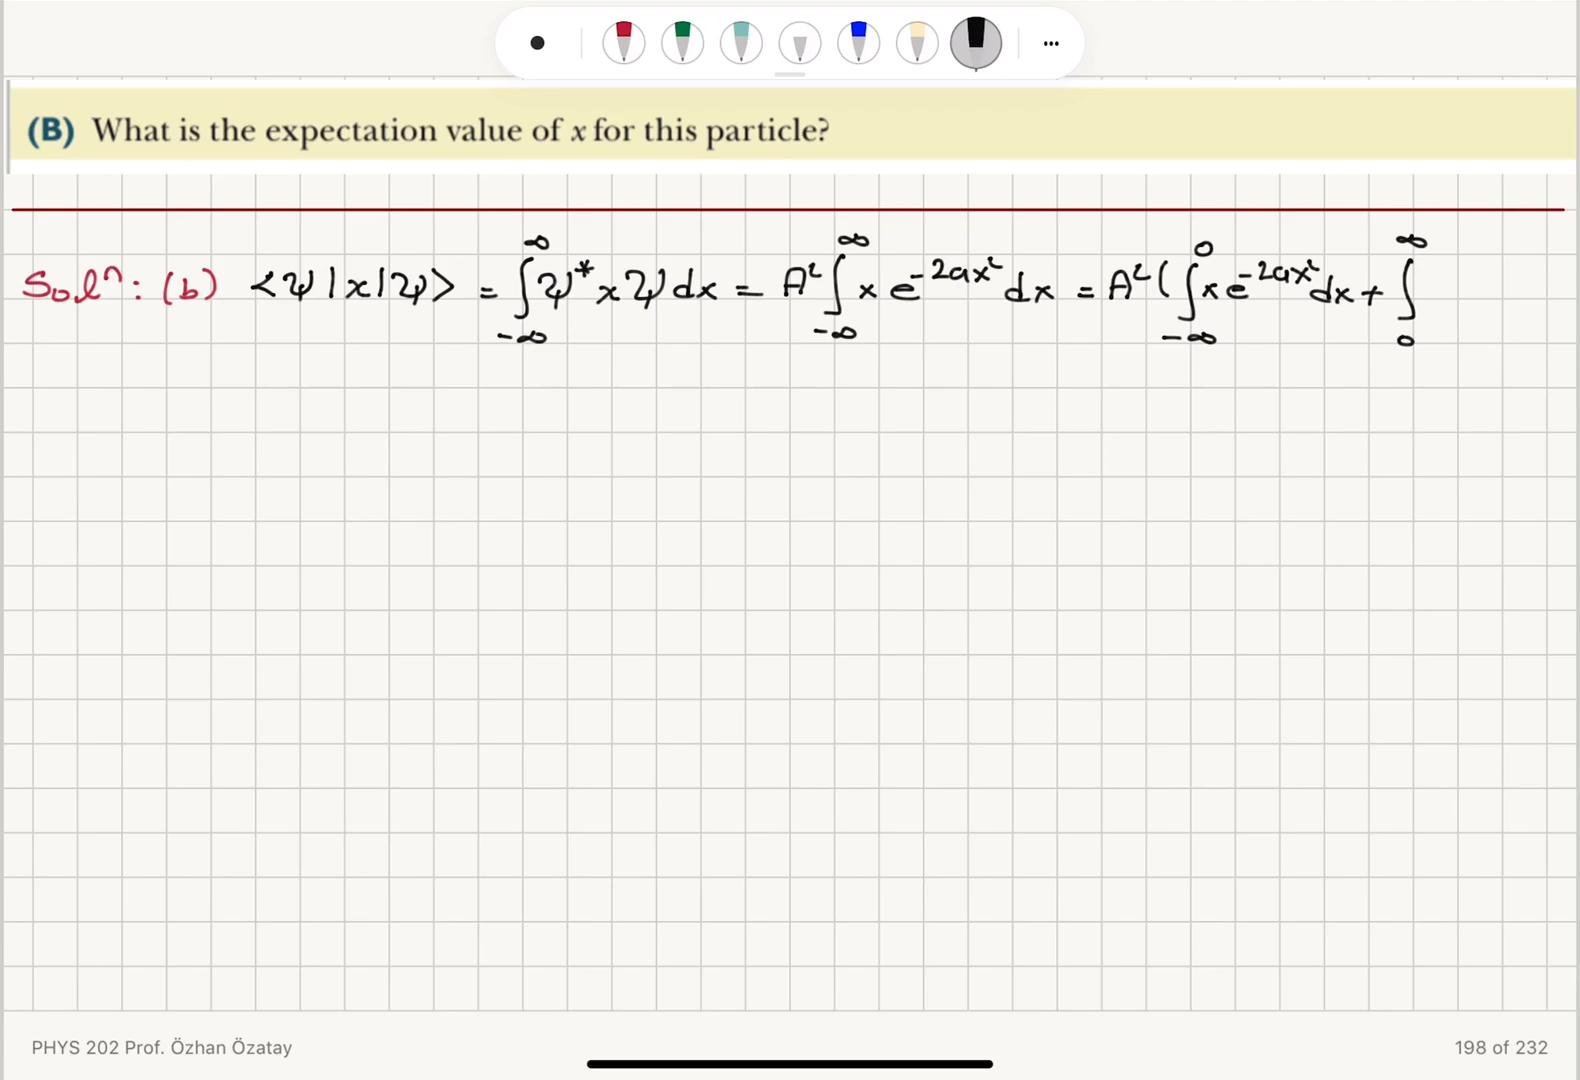 (B) What is the expectation value of x for this particle?
Solⁿ: (b) <ψ|x|ψ> = ∫_{-∞}^{∞} ψ* x ψ dx = A² ∫_{-∞}^{∞} x e^{-2ax²} dx = A² ( ∫_{-∞}^{0} x e^{-2ax²} dx + ∫_{0}^{∞}
PHYS 202 Prof. Özhan Özatay
198 of 232